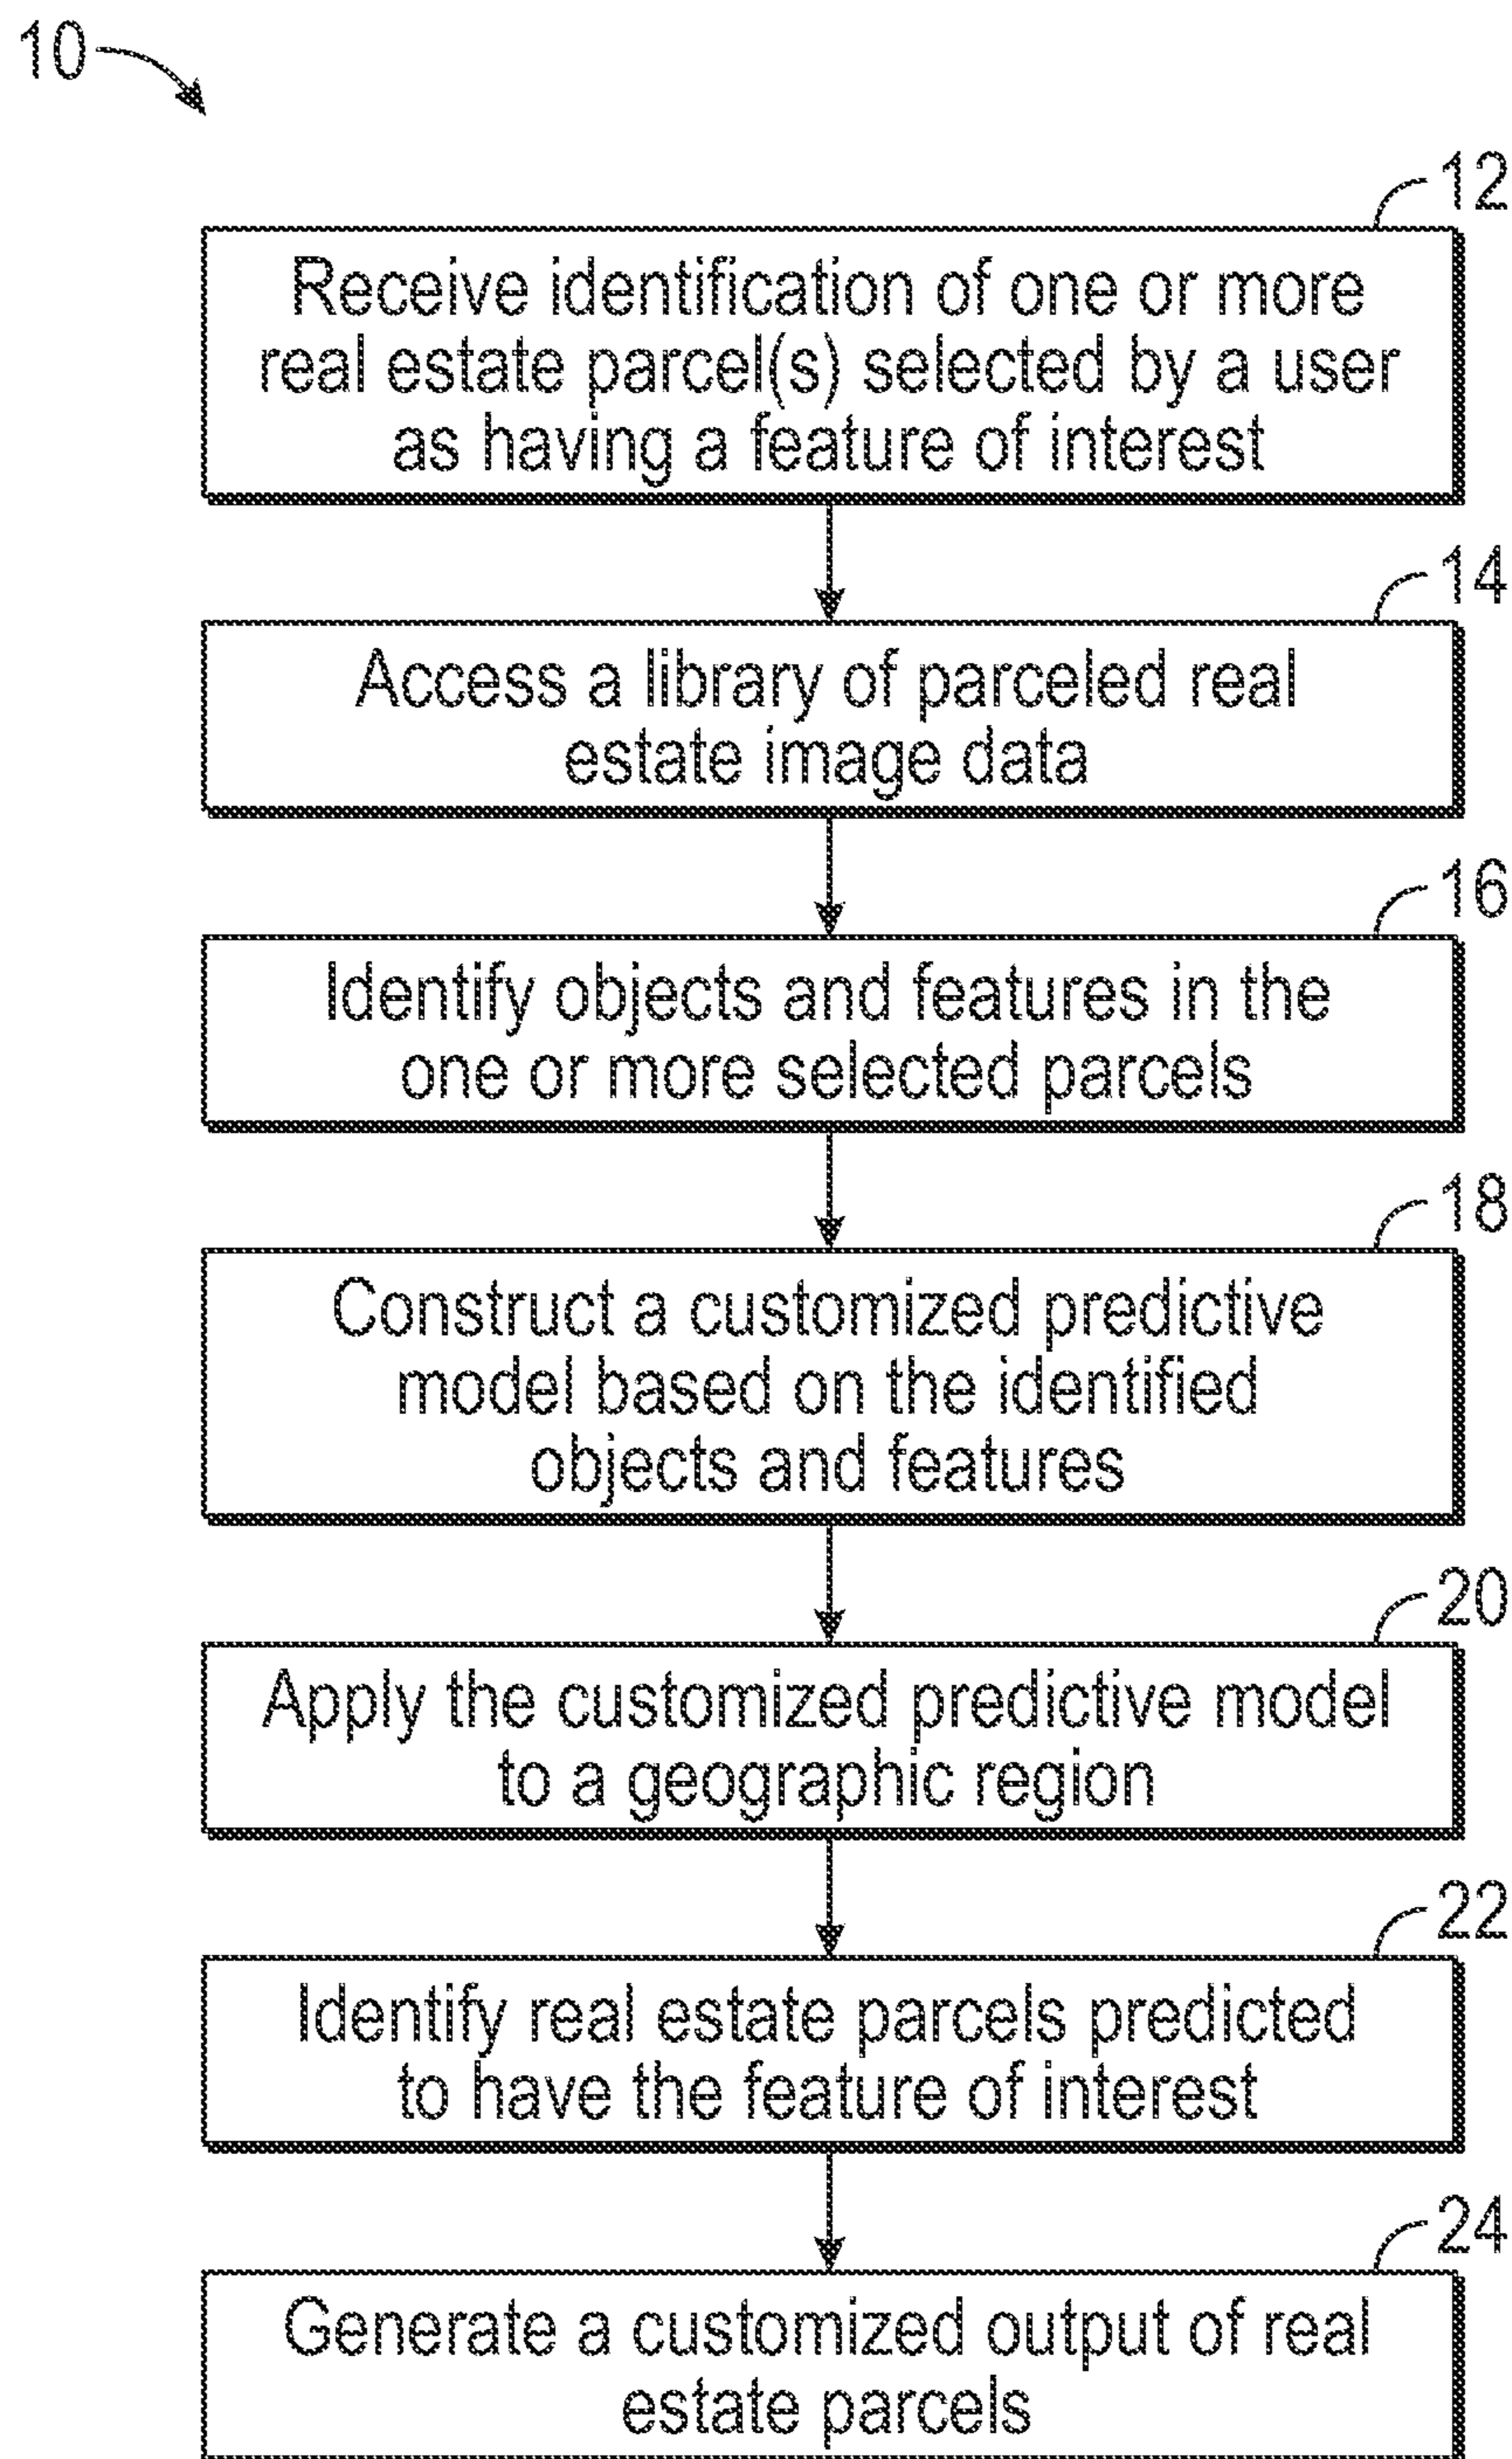 10
12
Receive identification of one or more
real estate parcel(s) selected by a user
as having a feature of interest
14
Access a library of parceled real
estate image data
16
Identify objects and features in the
one or more selected parcels
18
Construct a customized predictive
model based on the identified
objects and features
20
Apply the customized predictive model
to a geographic region
22
Identify real estate parcels predicted
to have the feature of interest
24
Generate a customized output of real
estate parcels